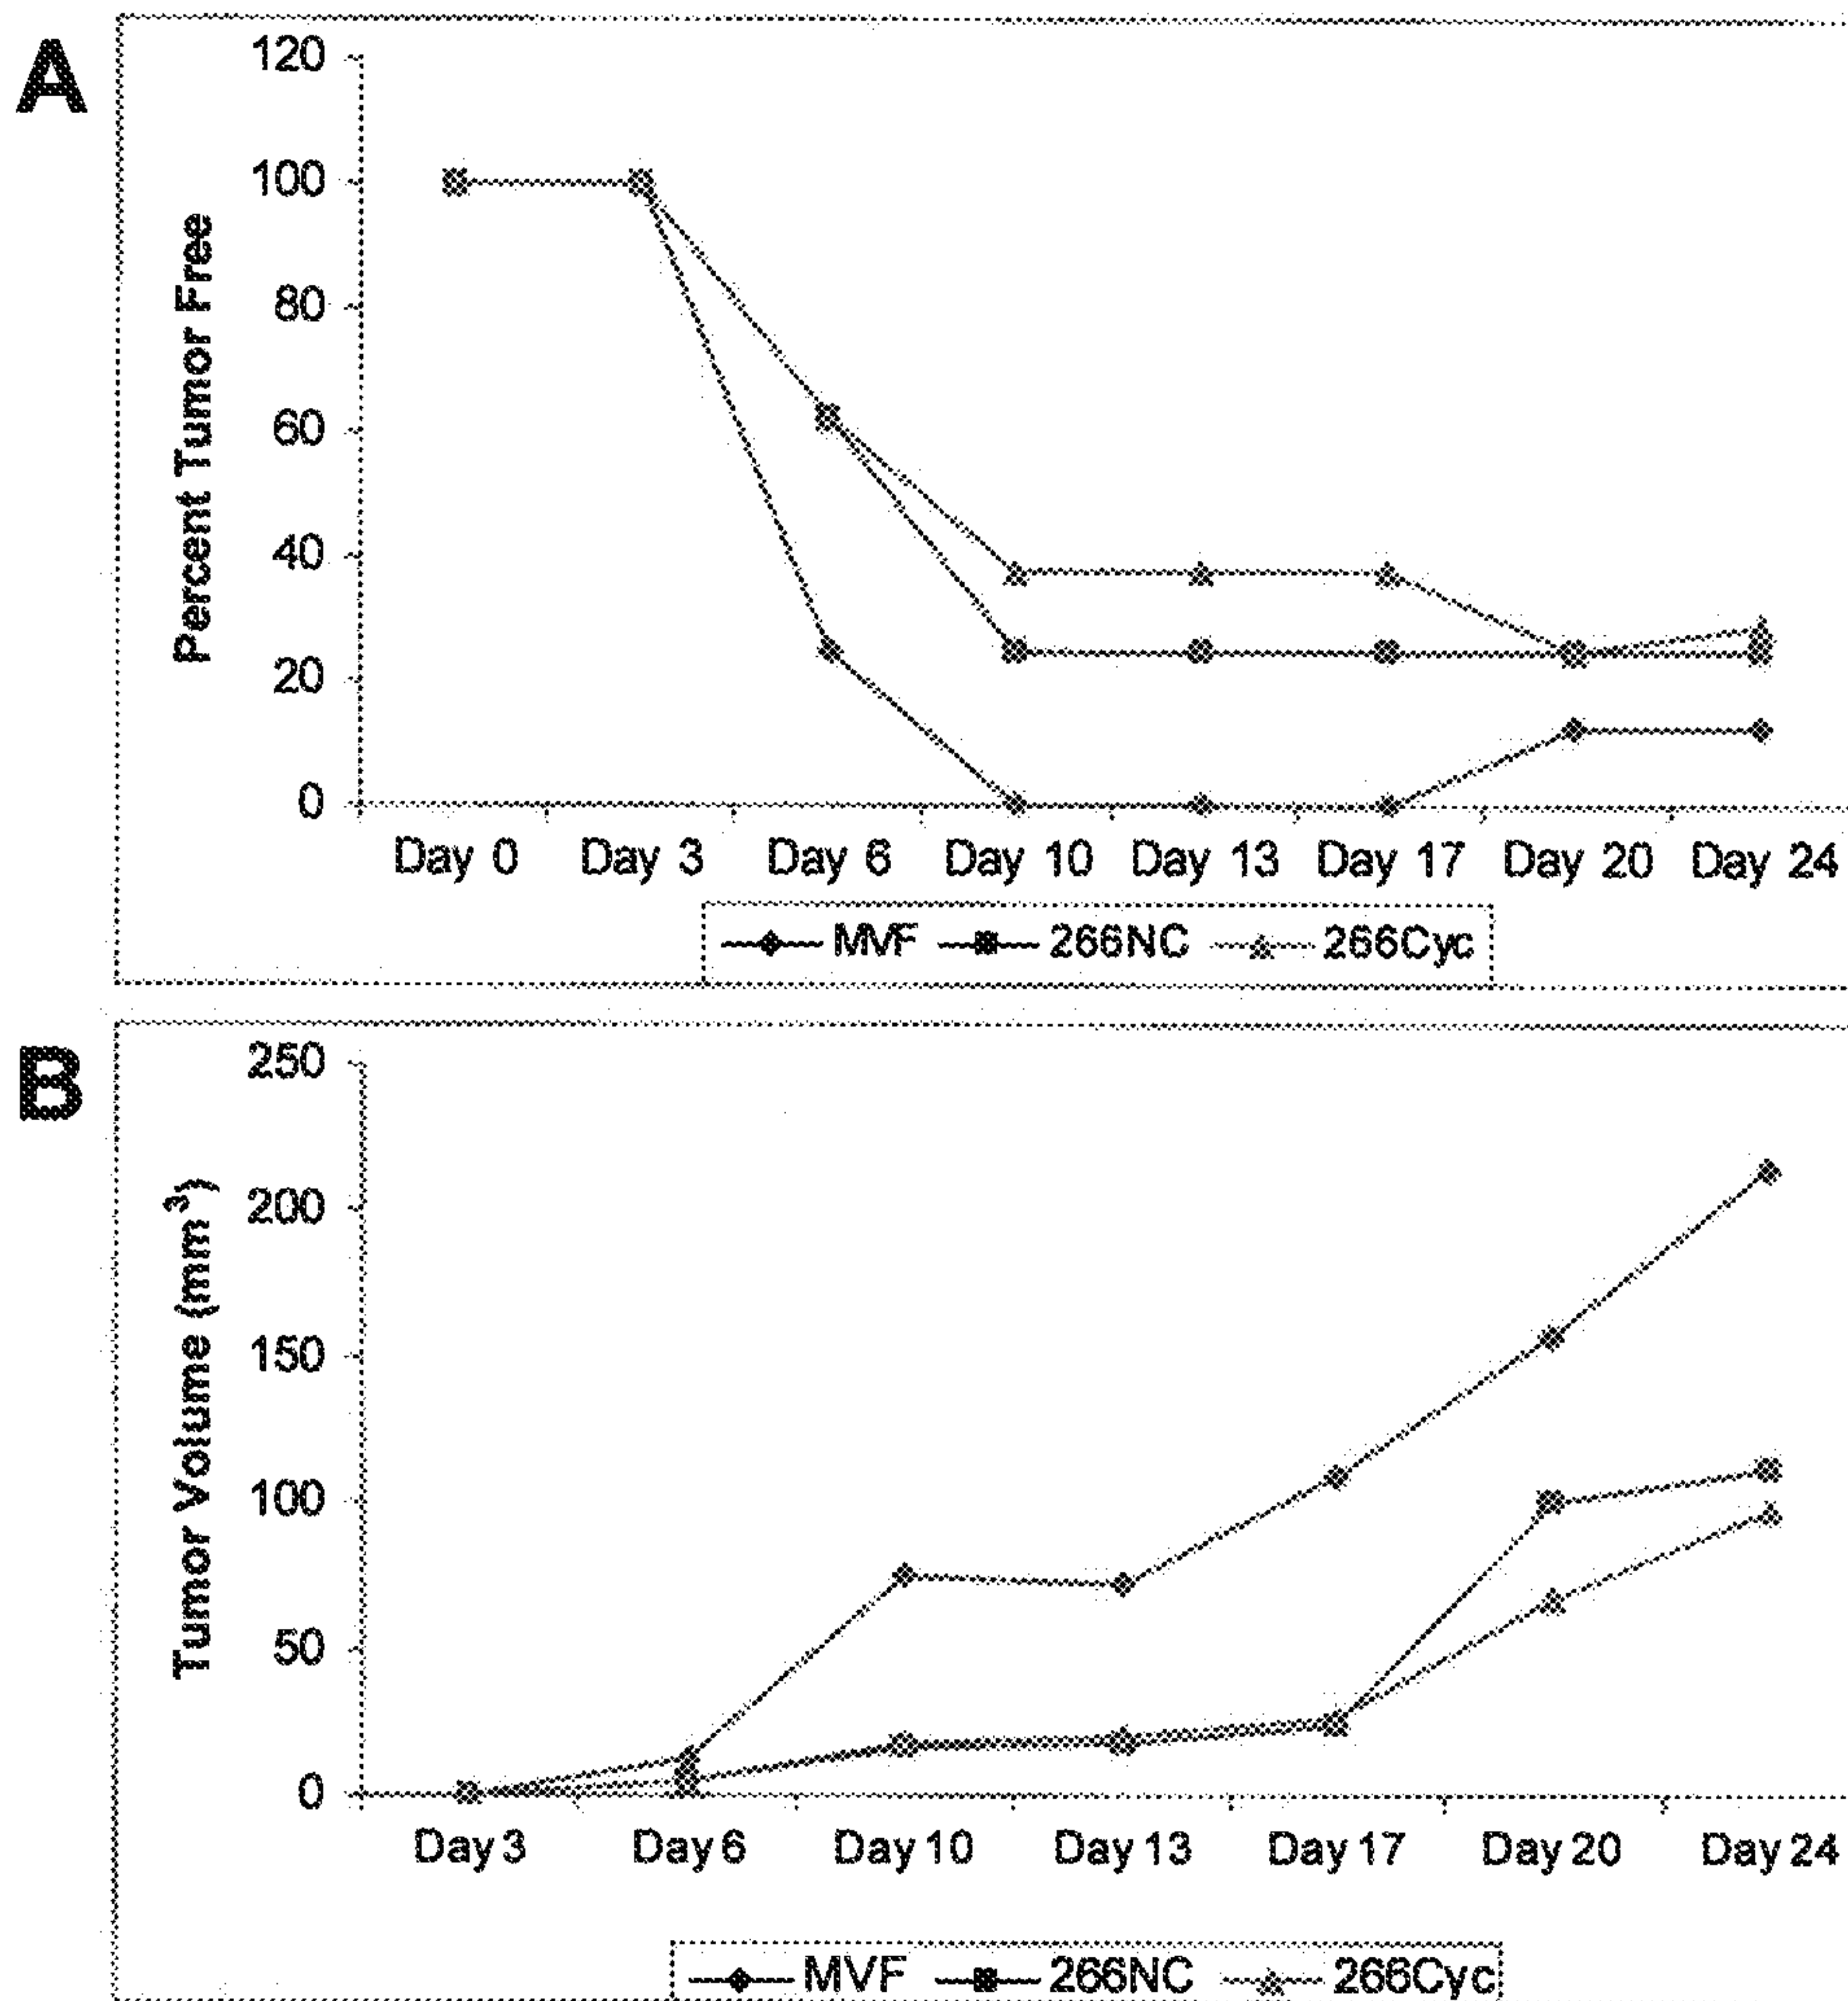 A
120
100
80
60
40
20
0
Percent Tumor Free
Day 0 Day 3 Day 6 Day 10 Day 13 Day 17 Day 20 Day 24
MVF 266NC 266Cyc
B
250
200
150
100
50
0
Tumor Volume (mm³)
Day 3 Day 6 Day 10 Day 13 Day 17 Day 20 Day 24
MVF 266NC 266Cyc